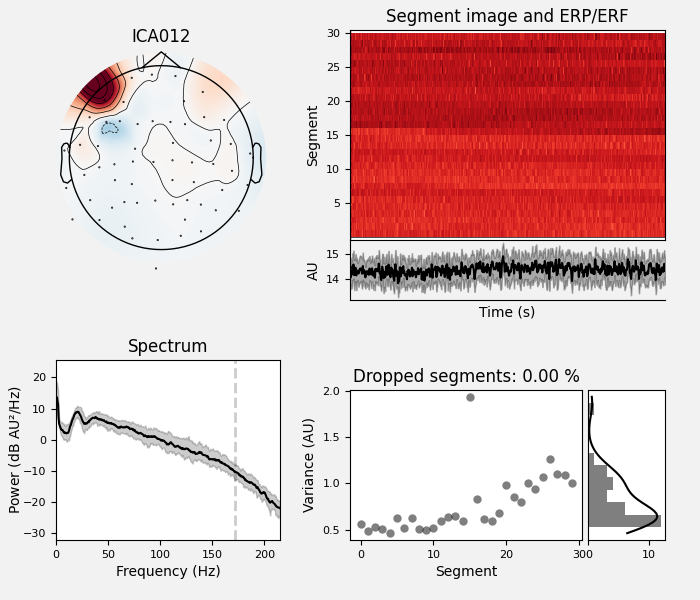 ICA012
Segment image and ERP/ERF
30
25
20
15
10
5
Segment
15
14
AU
Time (s)
Spectrum
20
10
0
−10
−20
−30
Power (dB AU²/Hz)
0 50 100 150 200
Frequency (Hz)
Dropped segments: 0.00 %
2.0
1.5
1.0
0.5
Variance (AU)
0 10 20 30
Segment
0 10